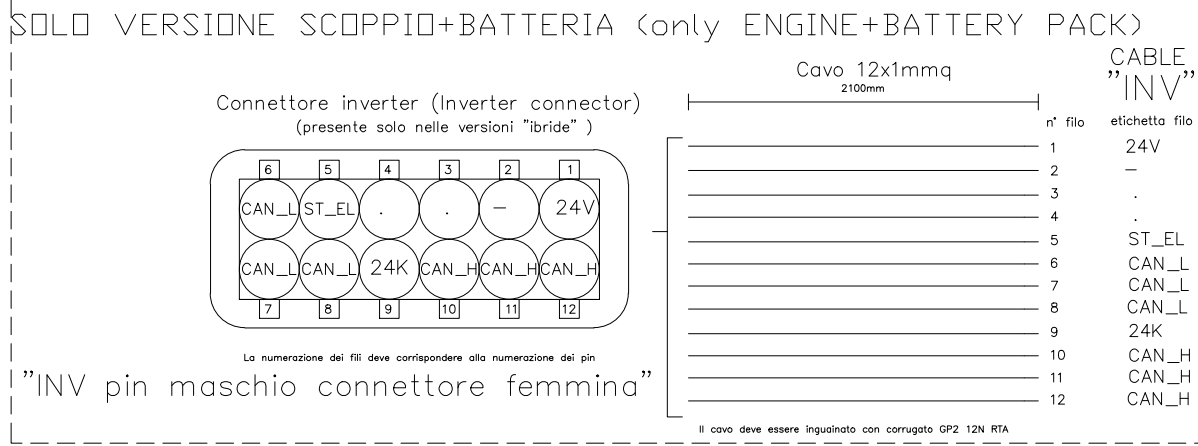 SOLO VERSIONE SCOPPIO+BATTERIA (only ENGINE+BATTERY PACK)
CABLE
"INV"
Cavo 12x1mmq
2100mm
Connettore inverter (Inverter connector)
(presente solo nelle versioni "ibride" )
n° filo etichetta filo
6 5 4 3 2 1
CAN_L ST_EL . . - 24V
CAN_L CAN_L 24K CAN_H CAN_H CAN_H
7 8 9 10 11 12
La numerazione dei fili deve corrispondere alla numerazione dei pin
"INV pin maschio connettore femmina"
1 24V
2 -
3 .
4 .
5 ST_EL
6 CAN_L
7 CAN_L
8 CAN_L
9 24K
10 CAN_H
11 CAN_H
12 CAN_H
Il cavo deve essere inguainato con corrugato GP2 12N RTA